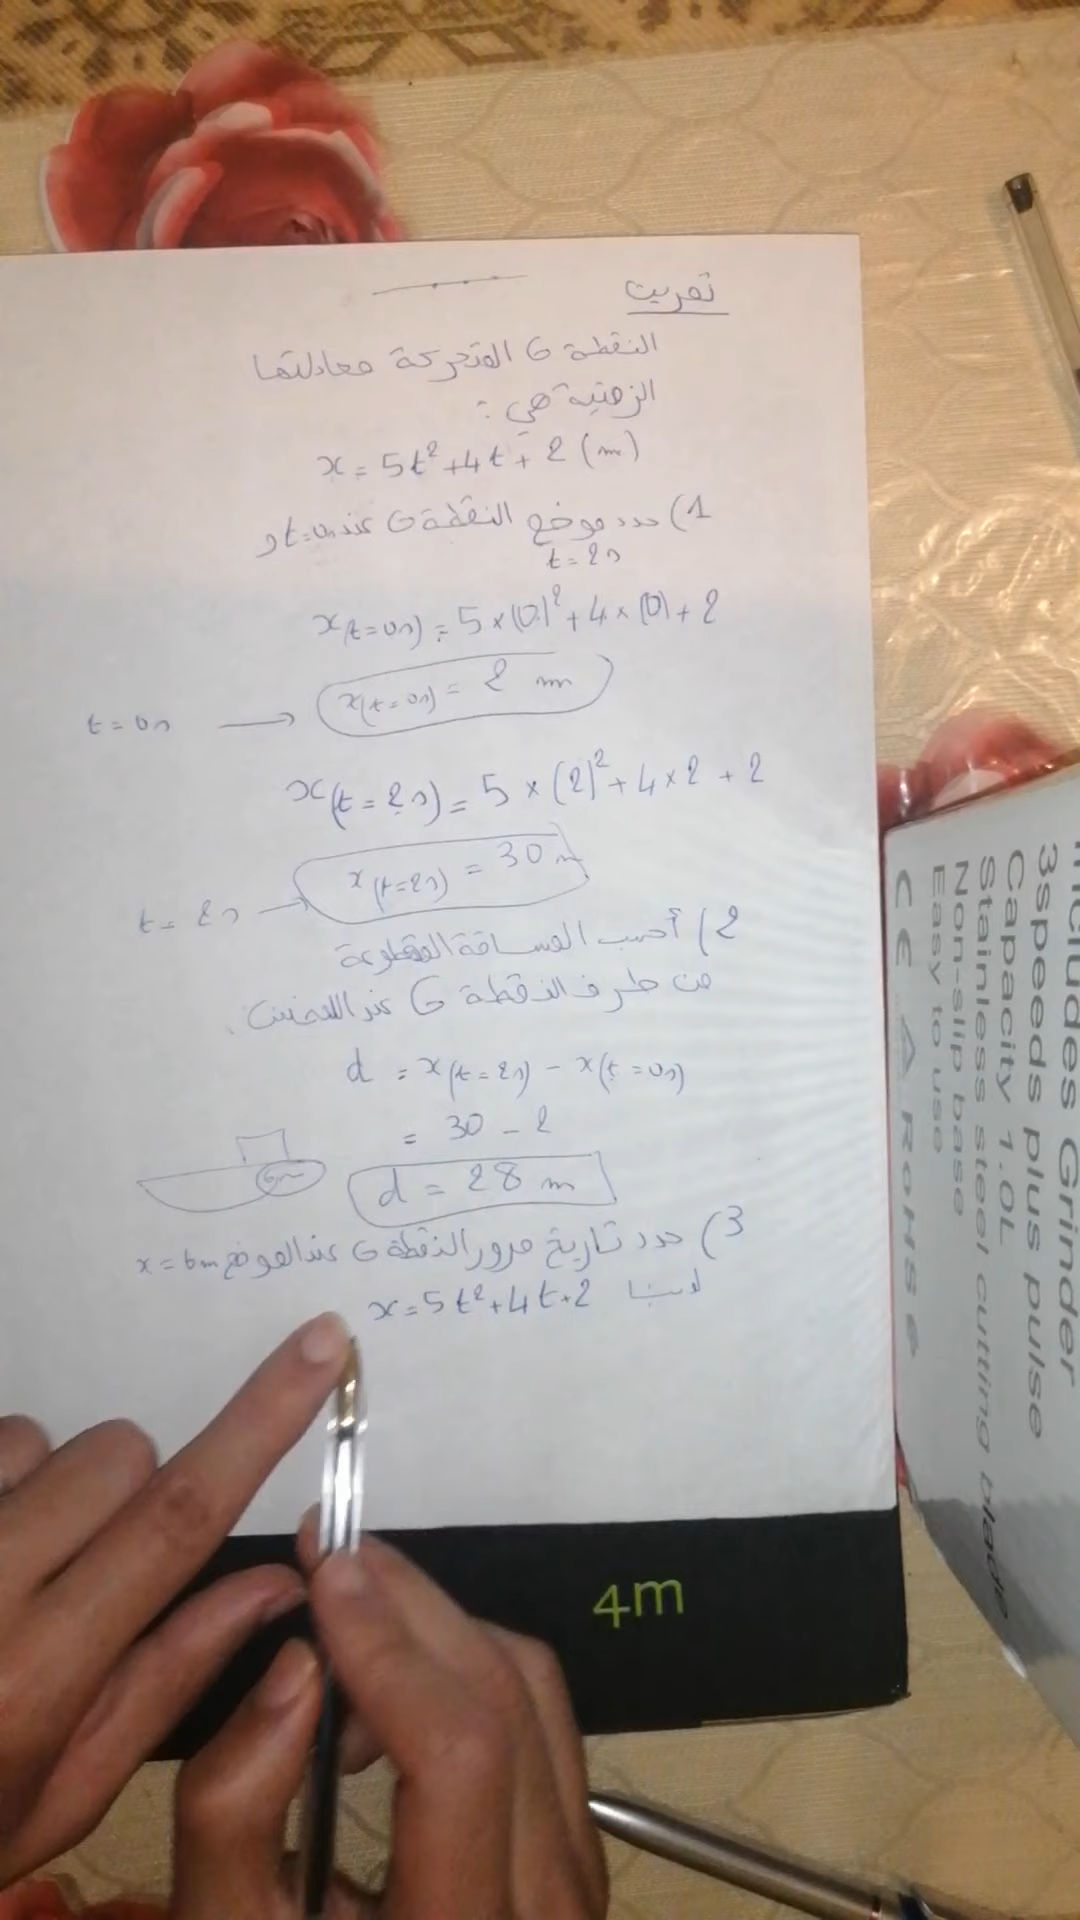 تمرين
النقطة G المتحركة معادلتها
الزمنية هي :
x = 5t² + 4t + 2 (m)
1) حدد موضع النقطة G عند t=0s و
t = 2s
x(t=0s) = 5 × (0)² + 4 × (0) + 2
t = 0s → x(t=0s) = 2 m
x(t = 2s) = 5 × (2)² + 4 × 2 + 2
t = 2s → x(t=2s) = 30 m
2) أحسب المسافة المقطوعة
من طرف النقطة G عند اللحظتين.
d = x(t=2s) - x(t=0s)
= 30 - 2
d = 28 m
6m
3) حدد تاريخ مرور النقطة G عند الموضع x = 6m
لدينا x = 5t² + 4t + 2
4m
Grinder
3speeds plus pulse
Capacity 1.0L
Stainless steel cutting blade
Non-slip base
Easy to use
CE RoHS